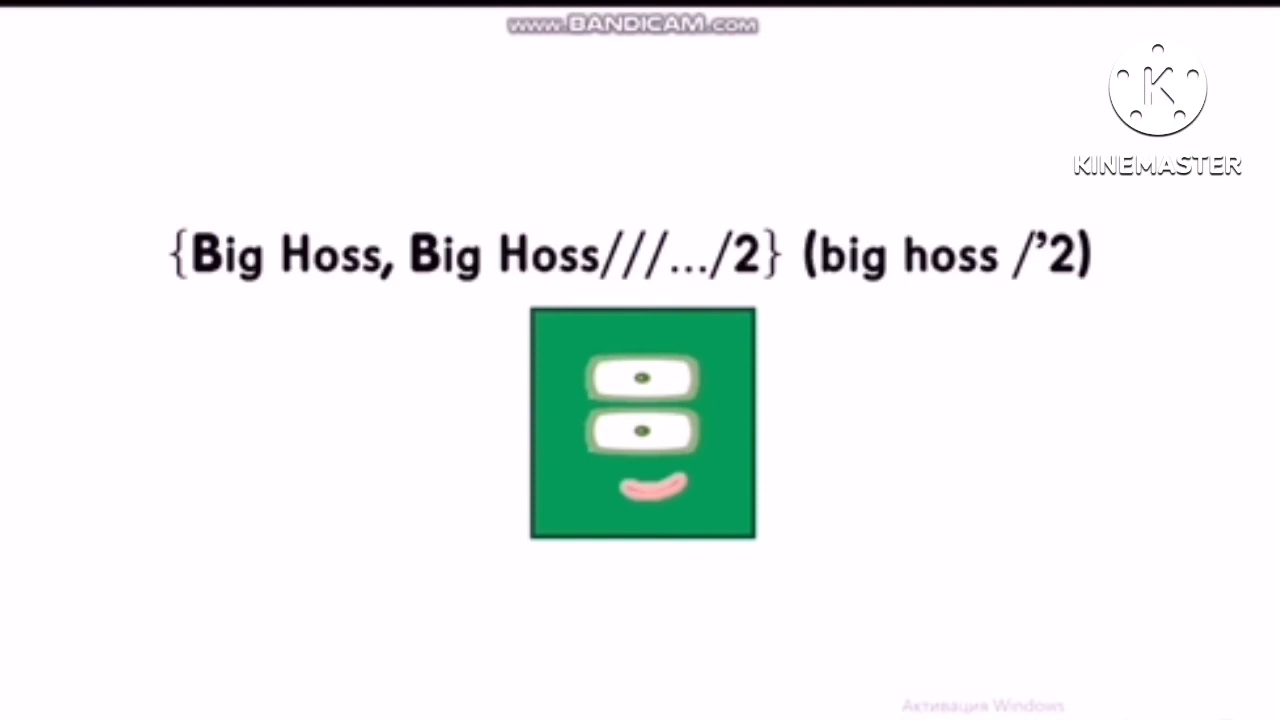 www.BANDICAM.com
K
KINEMASTER
{Big Hoss, Big Hoss///.../2} (big hoss /’2)
Активация Windows